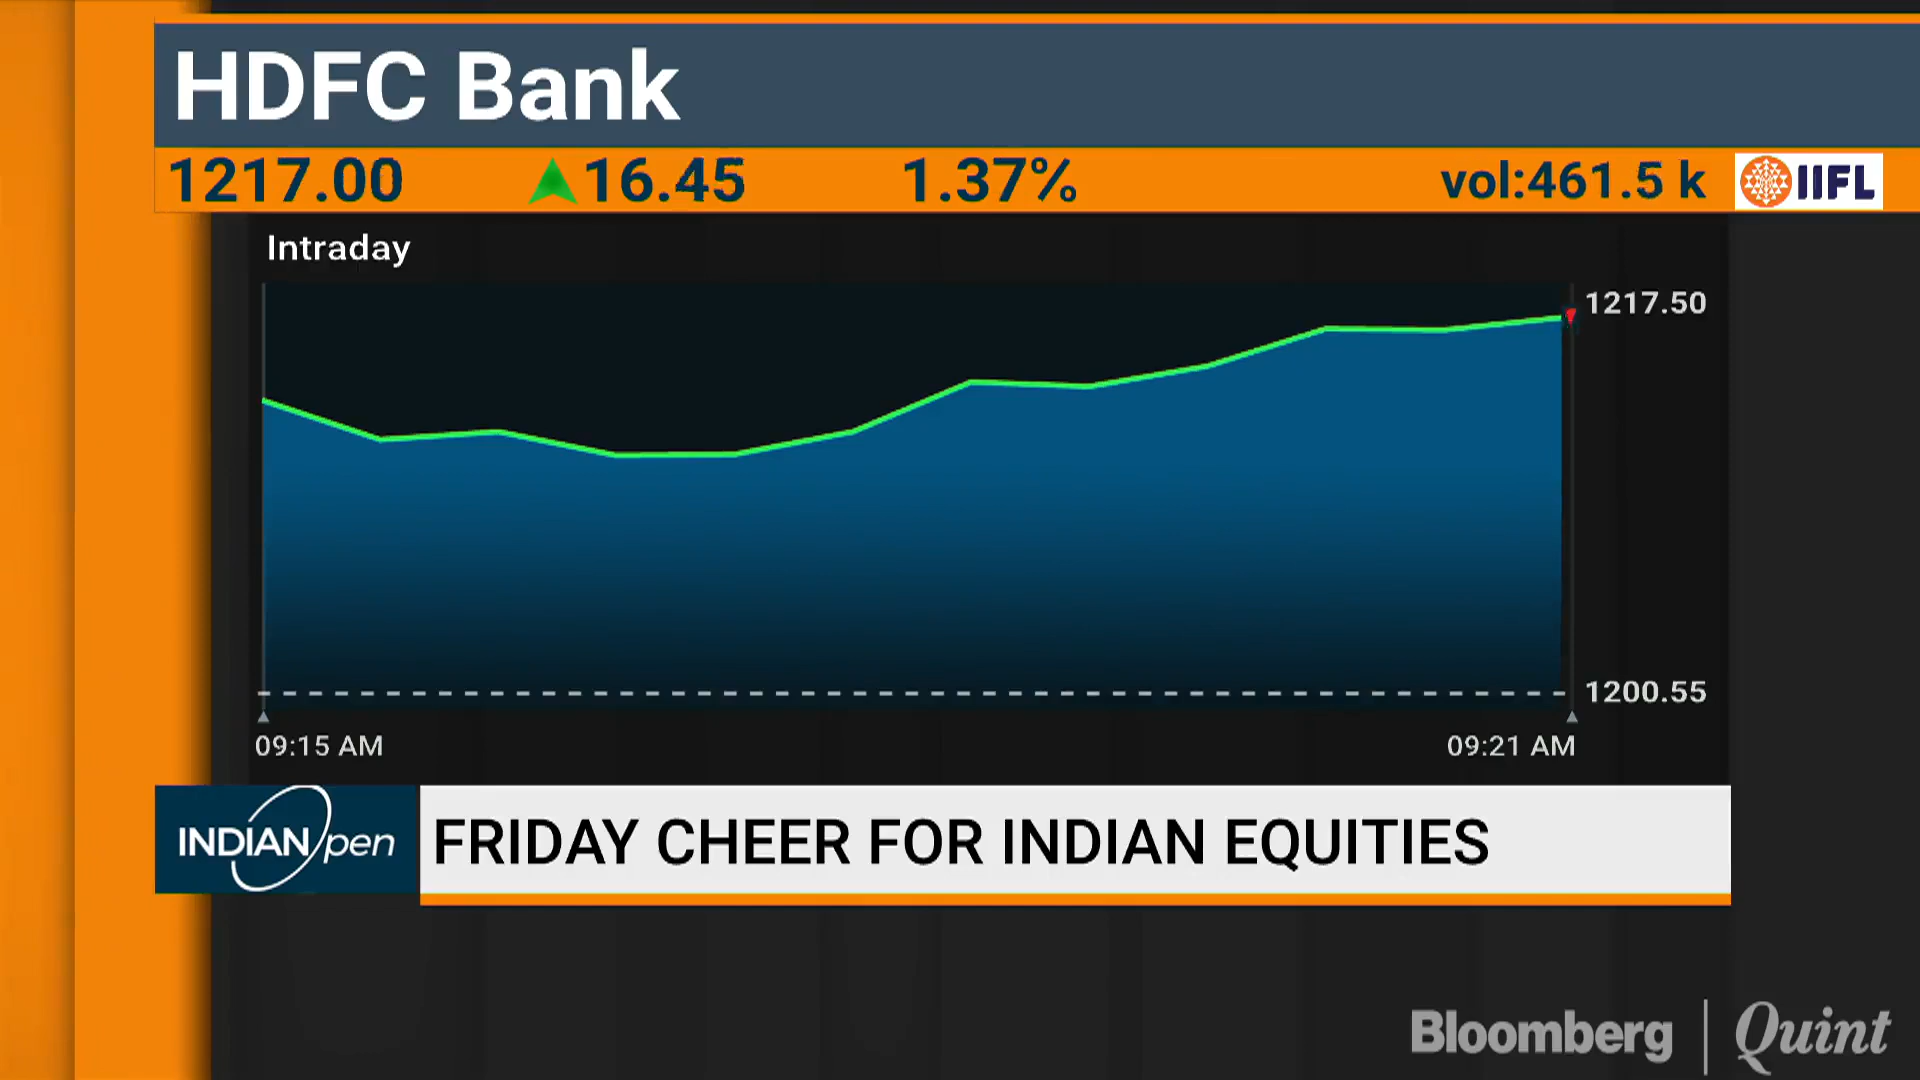 HDFC Bank
1217.00 16.45 1.37% vol:461.5 k IIFL
Intraday
1217.50
1200.55
09:15 AM 09:21 AM
INDIAN Open FRIDAY CHEER FOR INDIAN EQUITIES
Bloomberg | Quint